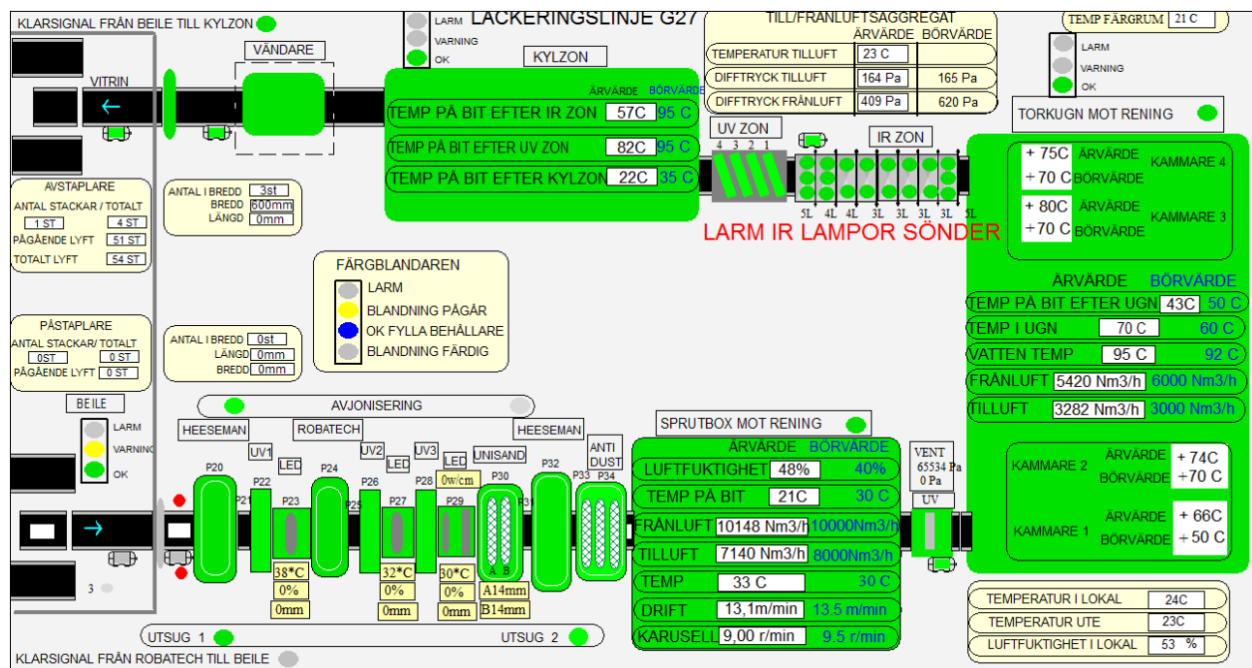 KLARSIGNAL FRÅN BEILE TILL KYLZON
LARM
VARNING
OK
LACKERINGSLINJE G27
VÄNDARE
KYLZON
VITRIN
ÄRVÄRDE BÖRVÄRDE
TEMP PÅ BIT EFTER IR ZON 57C 95 C
TEMP PÅ BIT EFTER UV ZON 82C 95 C
TEMP PÅ BIT EFTER KYLZON 22C 35 C
TILL/FRÅNLUFTSAGGREGAT
ÄRVÄRDE BÖRVÄRDE
TEMPERATUR TILLUFT 23 C
DIFFTRYCK TILLUFT 164 Pa 165 Pa
DIFFTRYCK FRÅNLUFT 409 Pa 620 Pa
TEMP FÄRGRUM 21 C
LARM
VARNING
OK
TORKUGN MOT RENING
UV ZON
4 3 2 1
IR ZON
5L 4L 4L 3L 3L 3L 3L 5L
LARM IR LAMPOR SÖNDER
+ 75C ÄRVÄRDE KAMMARE 4
+70 C BÖRVÄRDE
+ 80C ÄRVÄRDE KAMMARE 3
+70 C BÖRVÄRDE
AVSTAPLARE
ANTAL STACKAR / TOTALT
1 ST 4 ST
PÅGÅENDE LYFT 51 ST
TOTALT LYFT 54 ST
ANTAL I BREDD 3st
BREDD 600mm
LÄNGD 0mm
FÄRGBLANDAREN
LARM
BLANDNING PÅGÅR
OK FYLLA BEHÅLLARE
BLANDNING FÄRDIG
ÄRVÄRDE BÖRVÄRDE
TEMP PÅ BIT EFTER UGN 43C 50 C
TEMP I UGN 70 C 60 C
VATTEN TEMP 95 C 92 C
FRÅNLUFT 5420 Nm3/h 6000 Nm3/h
TILLUFT 3282 Nm3/h 3000 Nm3/h
PÅSTAPLARE
ANTAL STACKAR/ TOTALT
0ST 0 ST
PÅGÅENDE LYFT 0 ST
ANTAL I BREDD 0st
LÄNGD 0mm
BREDD 0mm
BEILE
LARM
VARNING
OK
AVJONISERING
HEESEMAN
UV1
LED
ROBATECH
UV2
LED
UV3
LED
0w/cm
UNISAND
HEESEMAN
ANTI
DUST
P20 P21 P22 P23 P24 P25 P26 P27 P28 P29 P30 P31 P32 P33 P34
A B
38*C
0%
0mm
32*C
0%
0mm
30*C
0%
0mm
A14mm
B14mm
3
UTSUG 1
UTSUG 2
KLARSIGNAL FRÅN ROBATECH TILL BEILE
SPRUTBOX MOT RENING
ÄRVÄRDE BÖRVÄRDE
LUFTFUKTIGHET 48% 40%
TEMP PÅ BIT 21C 30 C
FRÅNLUFT 10148 Nm3/h 10000Nm3/h
TILLUFT 7140 Nm3/h 8000Nm3/h
TEMP 33 C 30 C
DRIFT 13,1m/min 13.5 m/min
KARUSELL 9,00 r/min 9.5 r/min
VENT
65534 Pa
0 Pa
UV
KAMMARE 2 ÄRVÄRDE + 74C
BÖRVÄRDE +70 C
KAMMARE 1 ÄRVÄRDE + 66C
BÖRVÄRDE +50 C
TEMPERATUR I LOKAL 24C
TEMPERATUR UTE 23C
LUFTFUKTIGHET I LOKAL 53 %